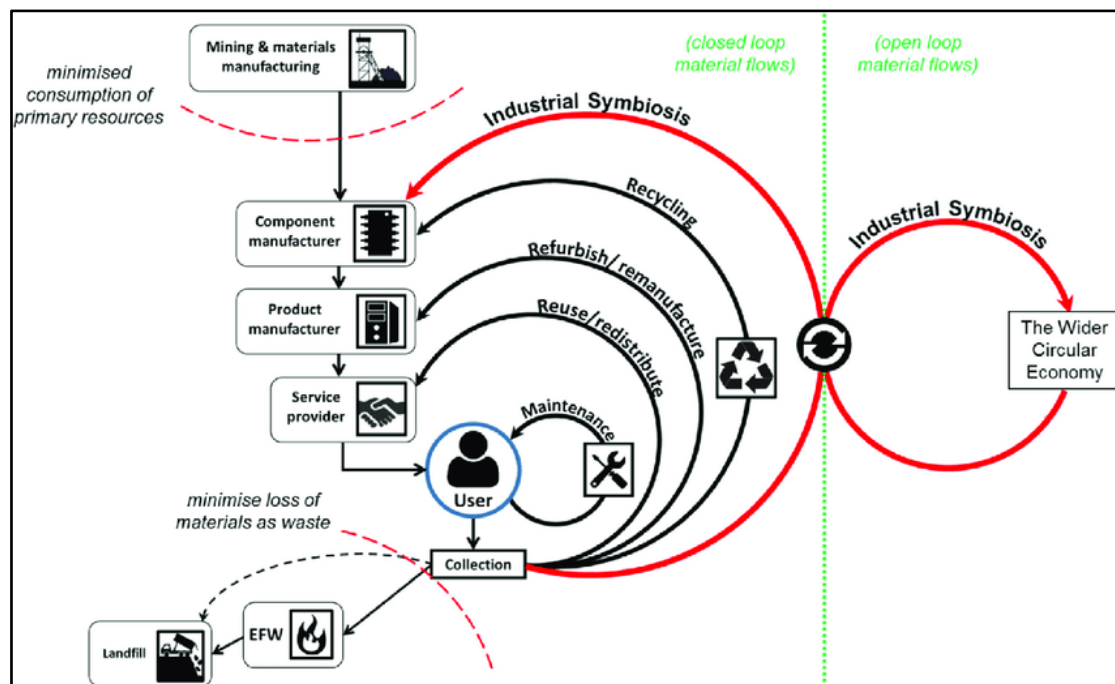 Mining & materials
manufacturing
(closed loop
material flows)
(open loop
material flows)
minimised
consumption of
primary resources
Industrial Symbiosis
Recycling
Component
manufacturer
Industrial Symbiosis
Refurbish/remanufacture
Product
manufacturer
Reuse/redistribute
The Wider
Circular
Economy
Service
provider
Maintenance
User
minimise loss of
materials as waste
Collection
EFW
Landfill